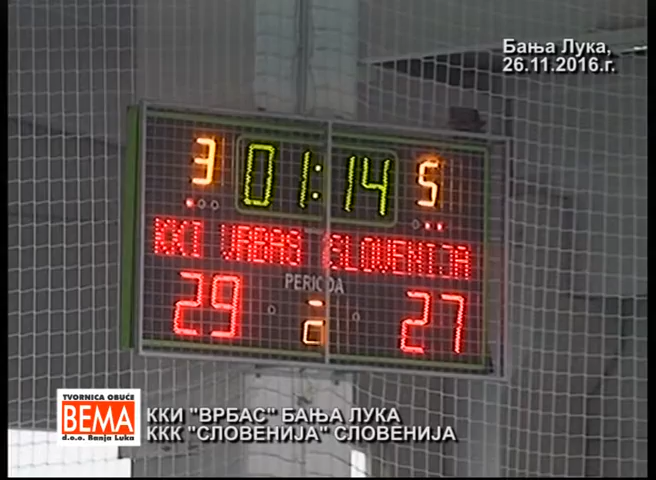 Бања Лука,
26.11.2016.г.
3 01:14 5
KKI VRBAS SLOVENIJA
PERIODA
29 2 27
TVORNICA OBUĆE
BEMA
d.o.o. Banja Luka
ККИ "ВРБАС" БАЊА ЛУКА
ККК "СЛОВЕНИЈА" СЛОВЕНИЈА